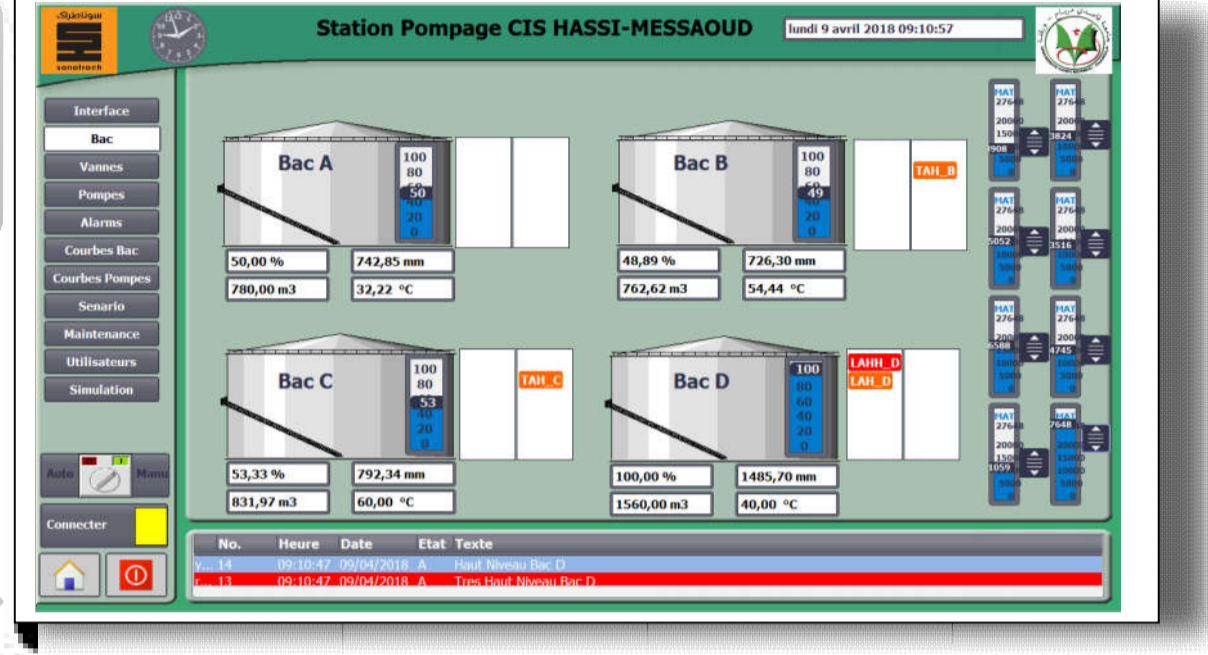 سوناطراك
sonatrach
Station Pompage CIS HASSI-MESSAOUD
lundi 9 avril 2018 09:10:57
Interface
Bac
Vannes
Pompes
Alarms
Courbes Bac
Courbes Pompes
Senario
Maintenance
Utilisateurs
Simulation
Auto
Manu
Connecter
Bac A
100
80
50
40
20
0
50,00 %
742,85 mm
780,00 m3
32,22 °C
Bac B
100
80
49
40
20
0
TAH_B
48,89 %
726,30 mm
762,62 m3
54,44 °C
Bac C
100
80
53
40
20
0
TAH_C
53,33 %
792,34 mm
831,97 m3
60,00 °C
Bac D
100
80
60
40
20
0
LAHH_D
LAH_D
100,00 %
1485,70 mm
1560,00 m3
40,00 °C
No. Heure Date Etat Texte
14 09:10:47 09/04/2018 A Haut Niveau Bac D
13 09:10:47 09/04/2018 A Tres Haut Niveau Bac D